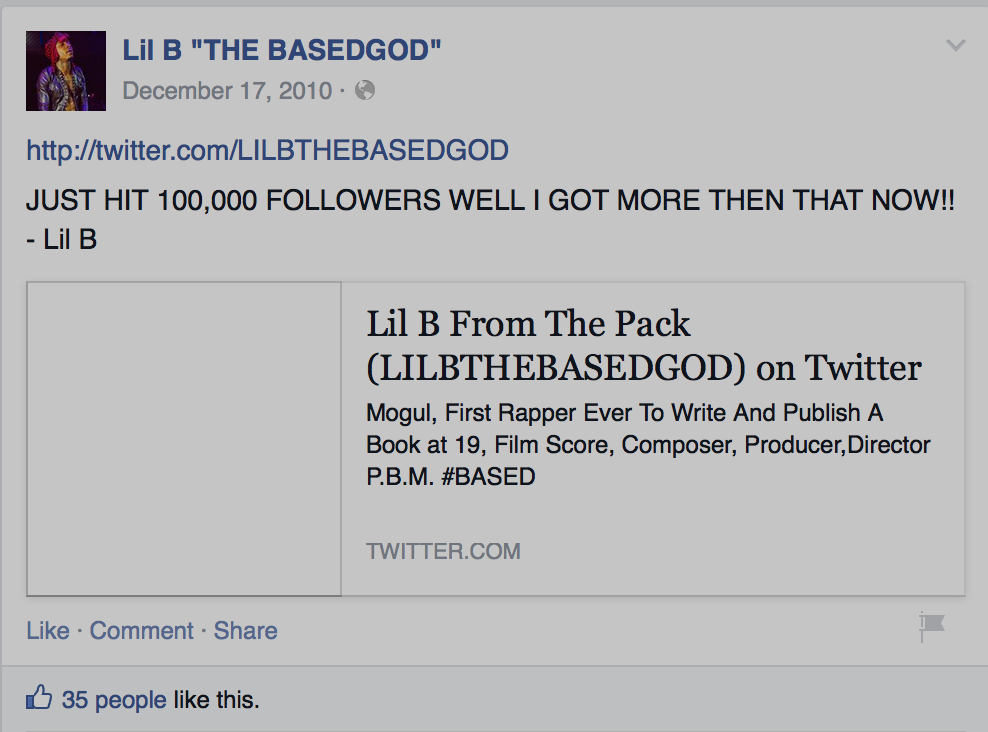 Lil B "THE BASEDGOD"
December 17, 2010 ·
http://twitter.com/LILBTHEBASEDGOD
JUST HIT 100,000 FOLLOWERS WELL I GOT MORE THEN THAT NOW!!
- Lil B
Lil B From The Pack
(LILBTHEBASEDGOD) on Twitter
Mogul, First Rapper Ever To Write And Publish A
Book at 19, Film Score, Composer, Producer,Director
P.B.M. #BASED
TWITTER.COM
Like · Comment · Share
35 people like this.